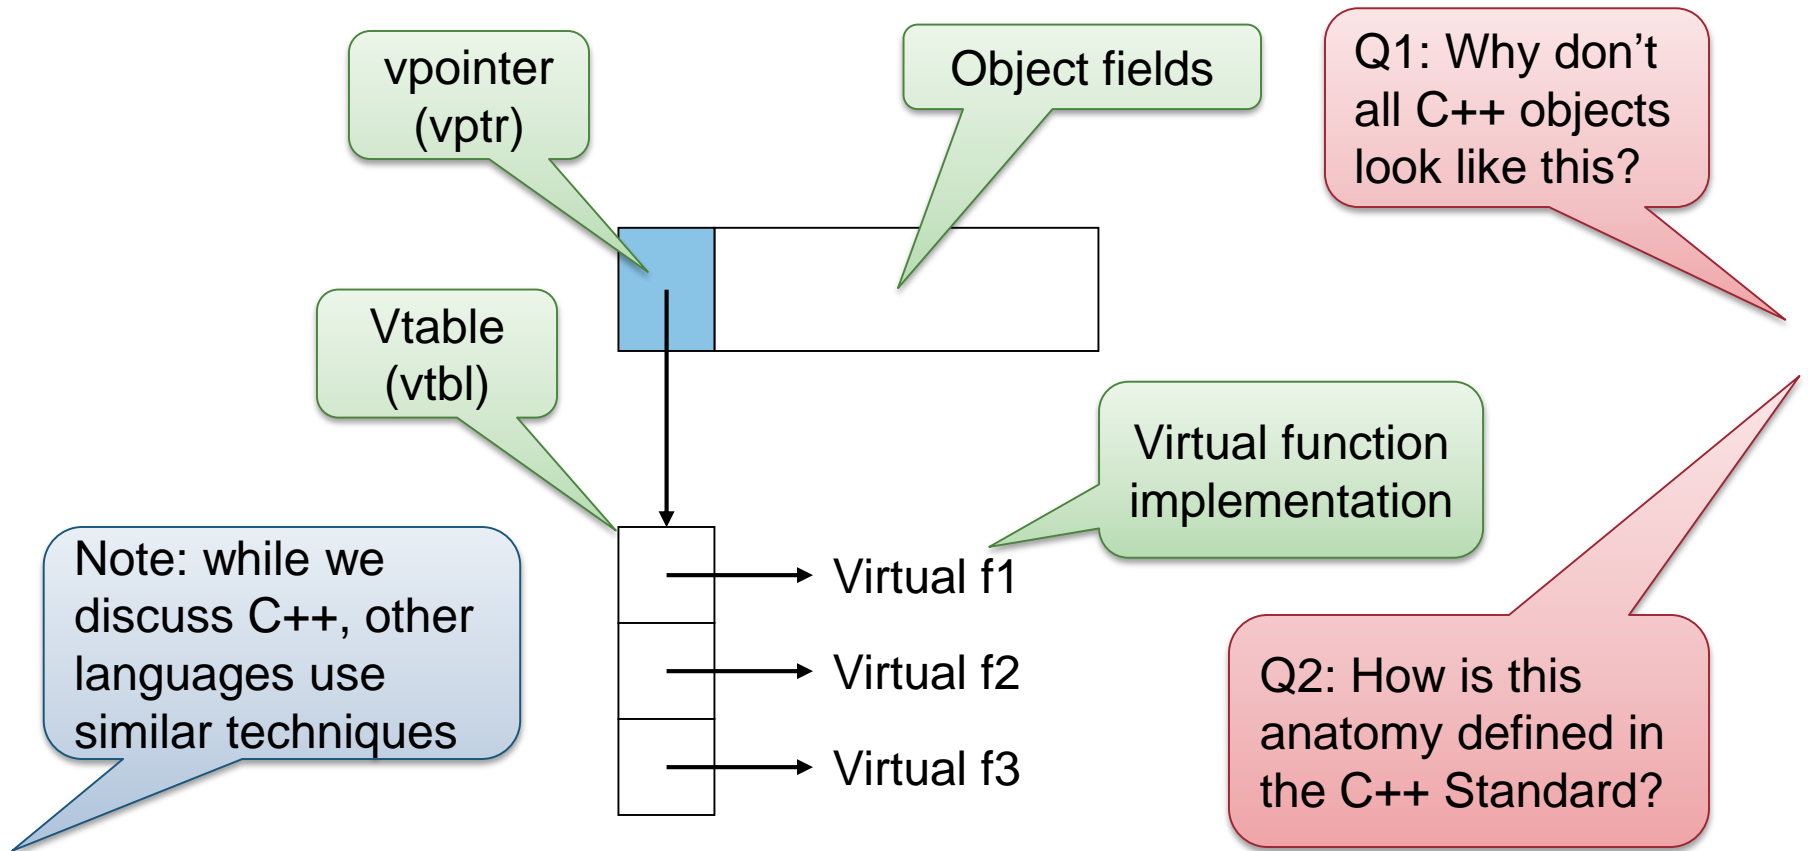 vpointer
(vptr)
Object fields
Q1: Why don’t
all C++ objects
look like this?
Vtable
(vtbl)
Virtual function
implementation
Note: while we
discuss C++, other
languages use
similar techniques
Virtual f1
Virtual f2
Virtual f3
Q2: How is this
anatomy defined in
the C++ Standard?